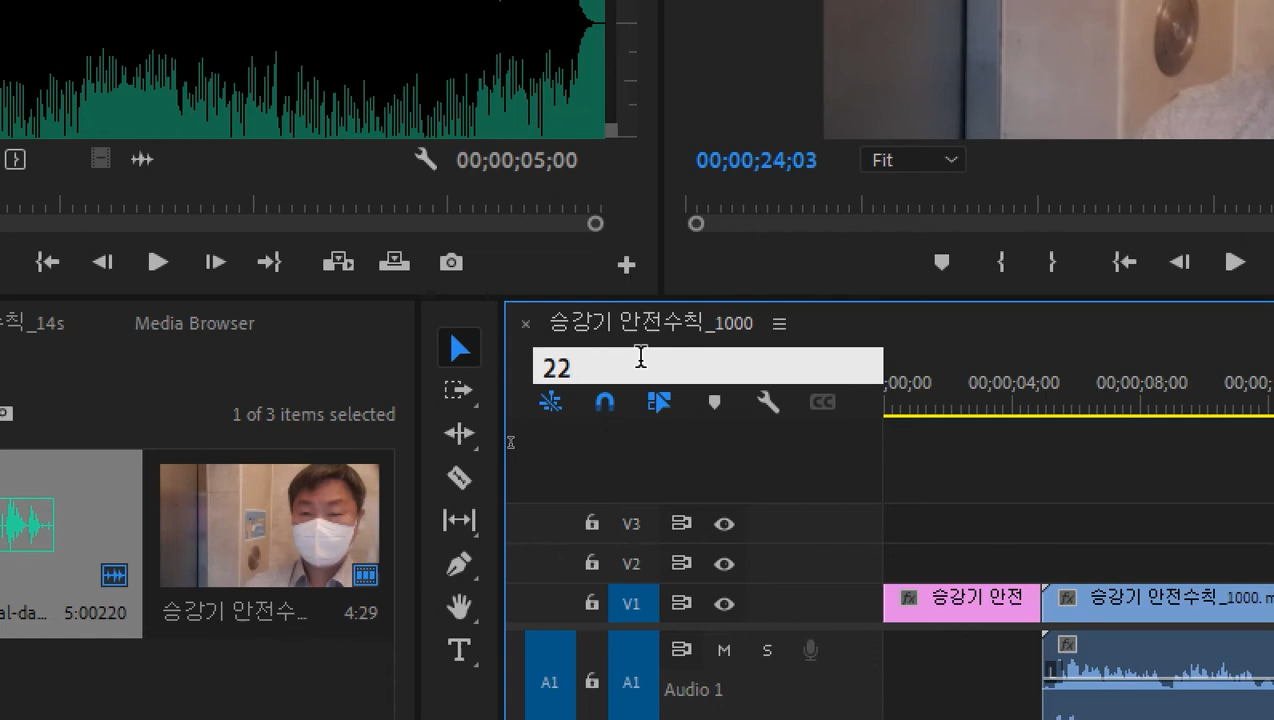 00;00;05;00
00;00;24;03
Fit
수칙_14s
Media Browser
× 승강기 안전수칙_1000
22
;00;00
00;00;04;00
00;00;08;00
00;00;
CC
1 of 3 items selected
V3
V2
V1
fx 승강기 안전
fx 승강기 안전수칙_1000. m
al-da...
5:00220
승강기 안전수...
4:29
T
A1
A1
M
S
fx
Audio 1